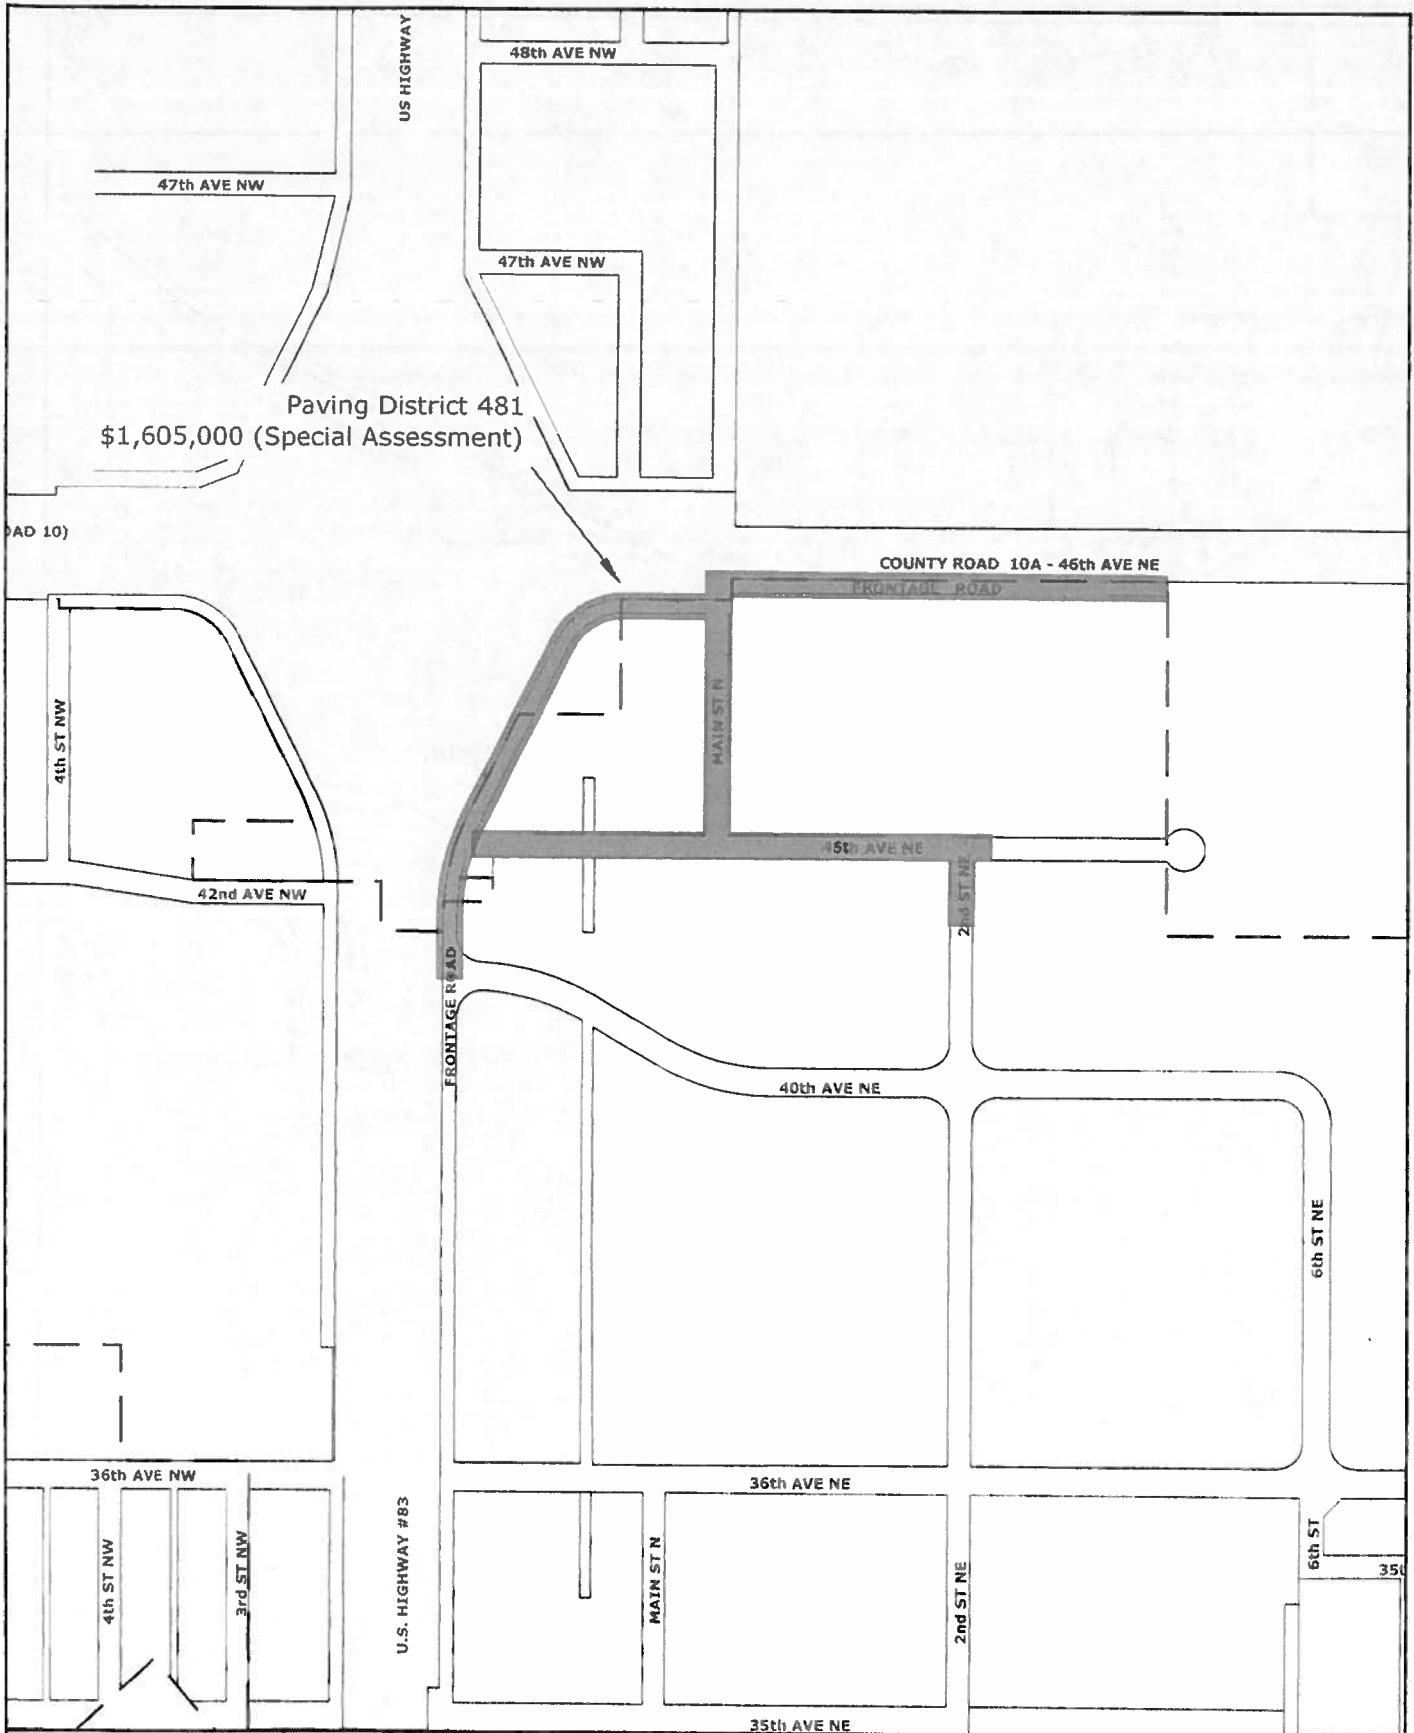 US HIGHWAY
48th AVE NW
47th AVE NW
47th AVE NW
Paving District 481
$1,605,000 (Special Assessment)
OAD 10)
COUNTY ROAD 10A - 46th AVE NE
FRONTAGE ROAD
4th ST NW
MAIN ST N
45th AVE NE
42nd AVE NW
2nd ST NE
FRONTAGE ROAD
40th AVE NE
6th ST NE
36th AVE NW
36th AVE NE
4th ST NW
3rd ST NW
U.S. HIGHWAY #83
MAIN ST N
2nd ST NE
6th ST
35t
35th AVE NE